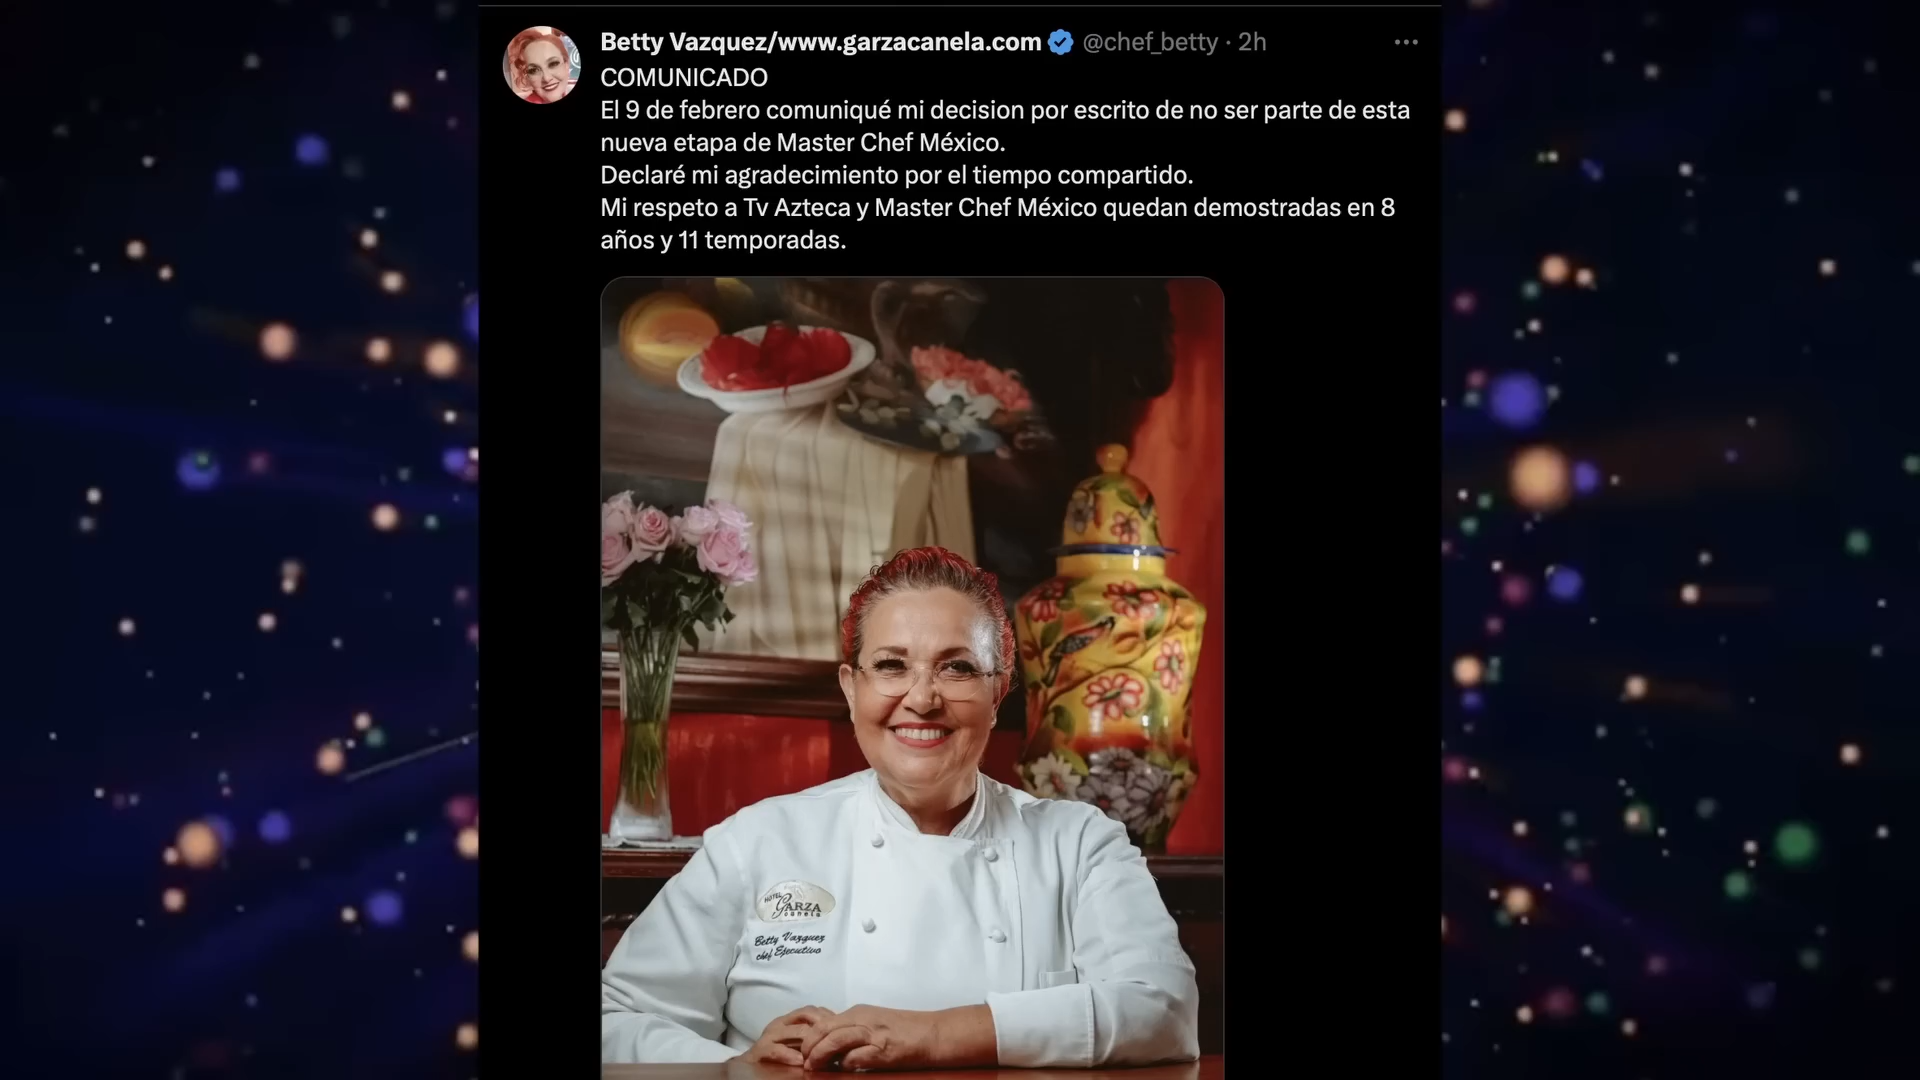 Betty Vazquez/www.garzacanela.com @chef_betty · 2h
COMUNICADO
El 9 de febrero comuniqué mi decision por escrito de no ser parte de esta
nueva etapa de Master Chef México.
Declaré mi agradecimiento por el tiempo compartido.
Mi respeto a Tv Azteca y Master Chef México quedan demostradas en 8
años y 11 temporadas.
HOTEL
GARZA
canela
Betty Vazquez
chef Ejecutivo